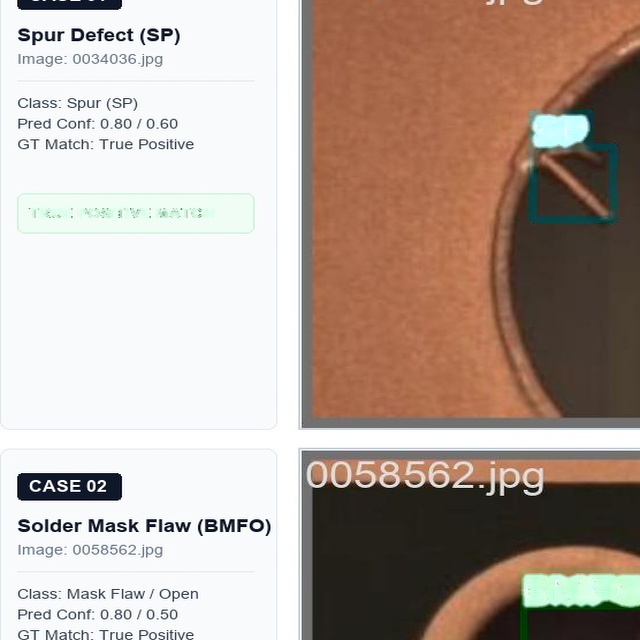 Spur Defect (SP)
Image: 0034036.jpg
Class: Spur (SP)
Pred Conf: 0.80 / 0.60
GT Match: True Positive
CASE 02
0058562.jpg
Solder Mask Flaw (BMFO)
Image: 0058562.jpg
Class: Mask Flaw / Open
Pred Conf: 0.80 / 0.50
GT Match: True Positive